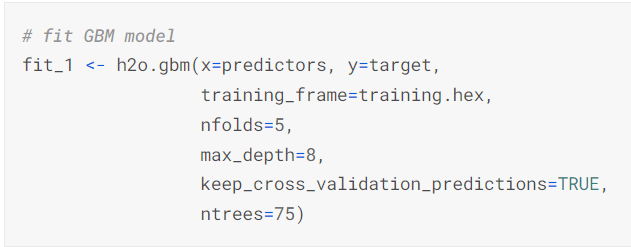 # fit GBM model
fit_1 <- h2o.gbm(x=predictors, y=target,
                 training_frame=training.hex,
                 nfolds=5,
                 max_depth=8,
                 keep_cross_validation_predictions=TRUE,
                 ntrees=75)